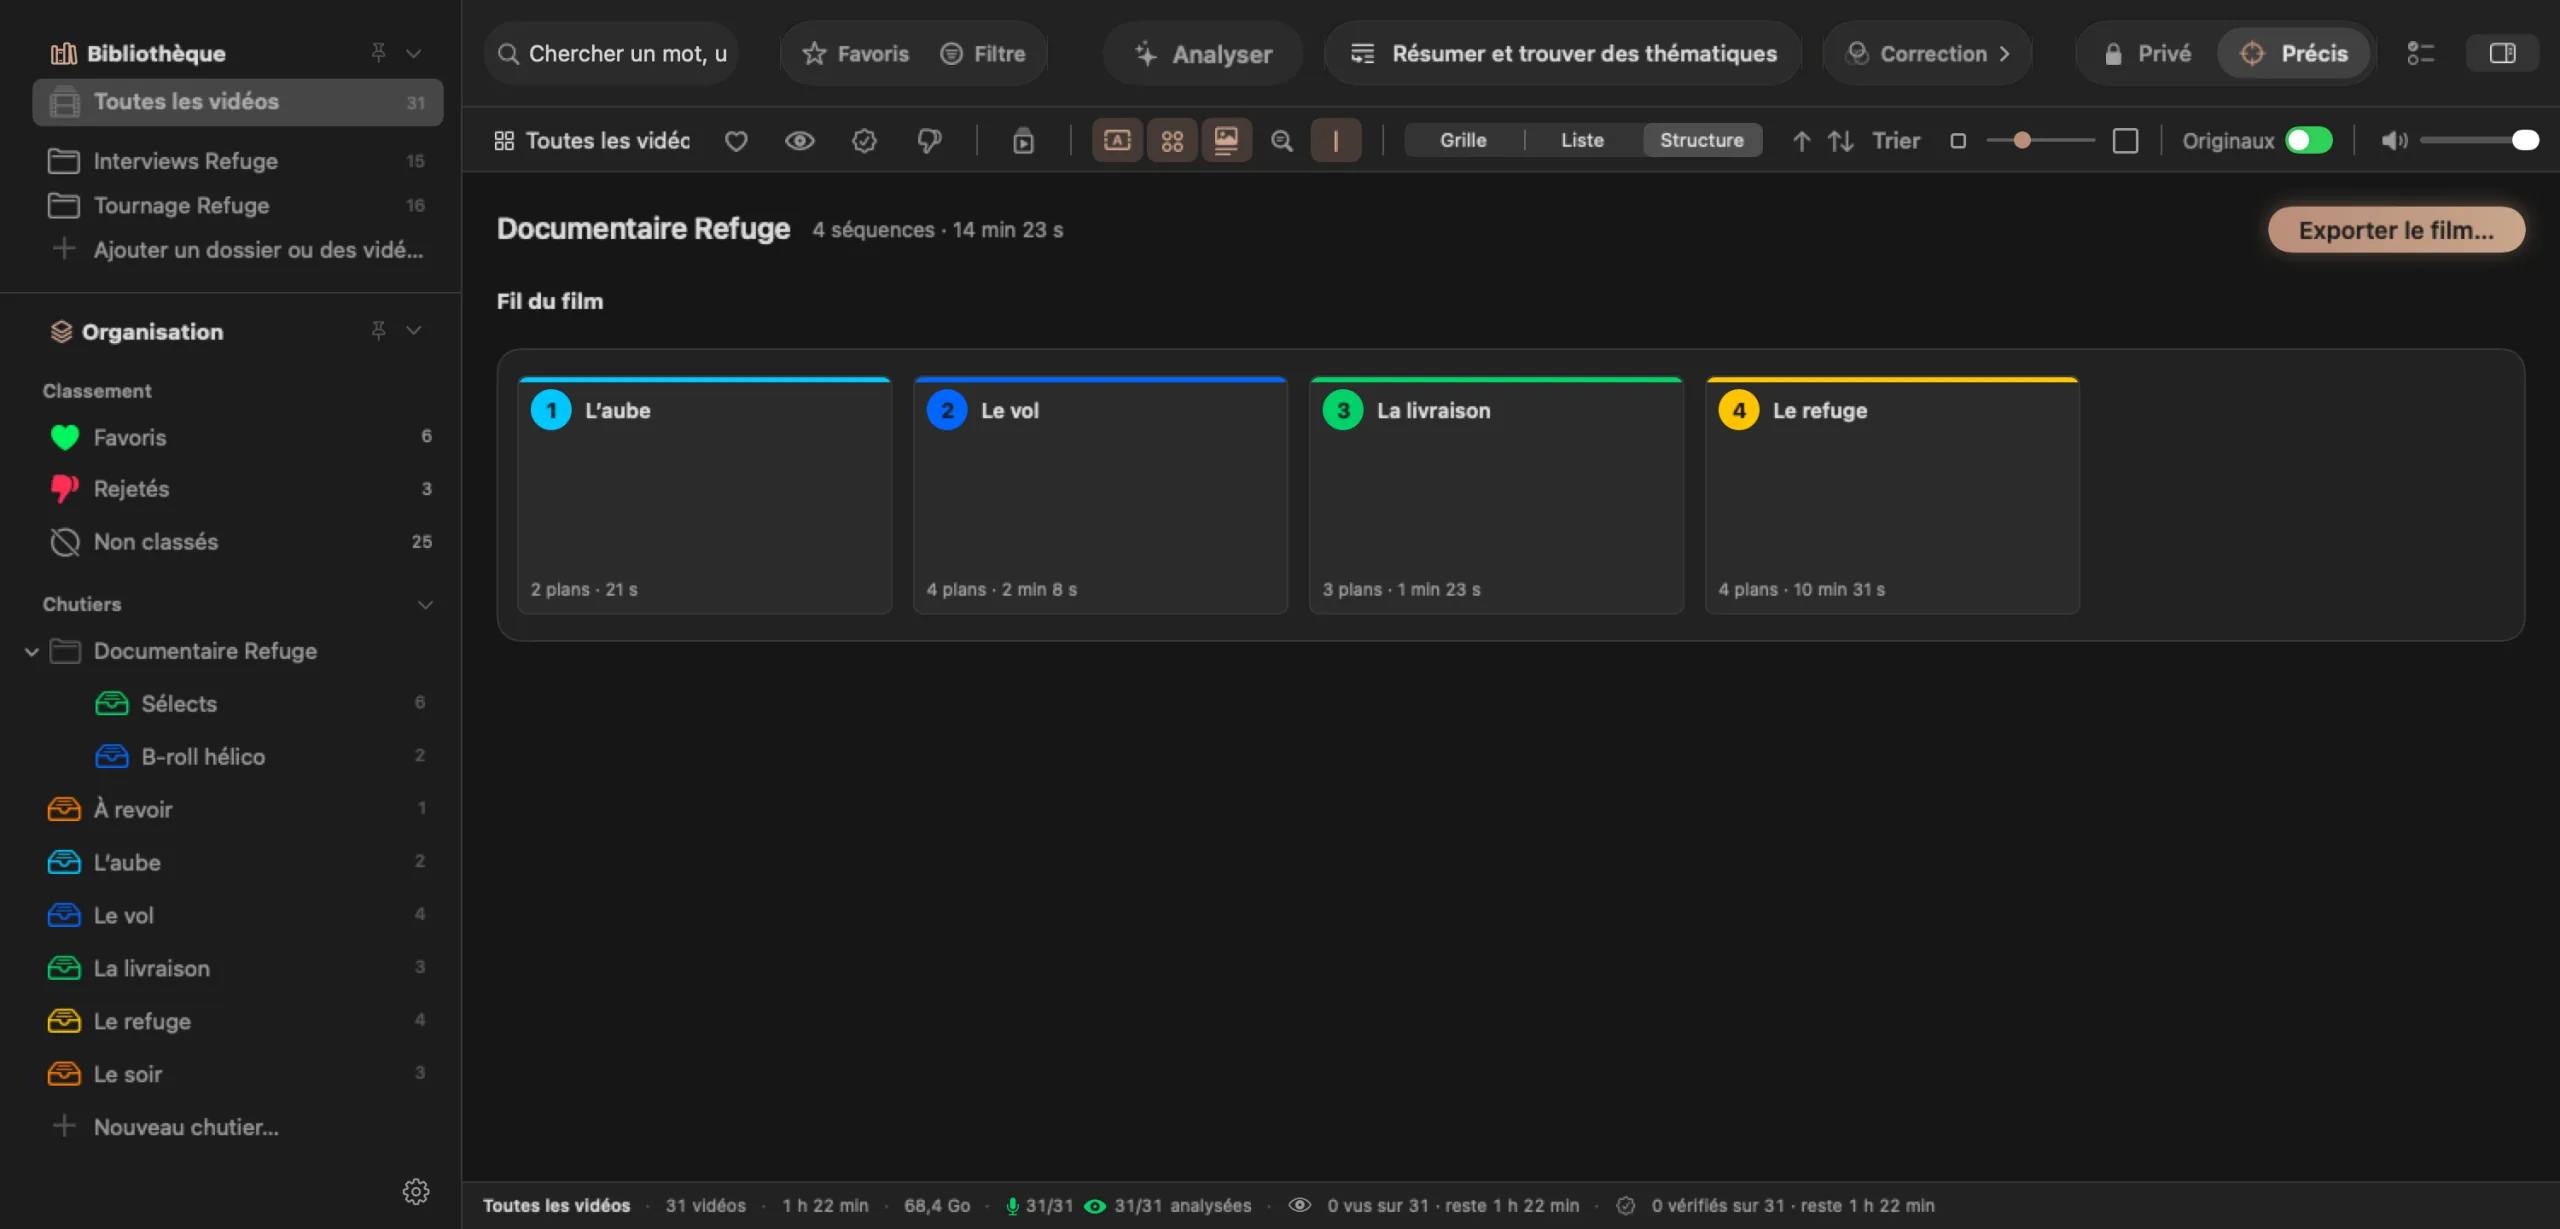 Bibliothèque
Toutes les vidéos 31
Interviews Refuge 15
Tournage Refuge 16
Ajouter un dossier ou des vidé...
Organisation
Classement
Favoris 6
Rejetés 3
Non classés 25
Chutiers
Documentaire Refuge
Sélects 6
B-roll hélico 2
À revoir 1
L'aube 2
Le vol 4
La livraison 3
Le refuge 4
Le soir 3
Nouveau chutier...
Chercher un mot, u
Favoris Filtre Analyser Résumer et trouver des thématiques Correction Privé Précis
Toutes les vidéc A Grille Liste Structure Trier Originaux
Documentaire Refuge 4 séquences · 14 min 23 s Exporter le film...
Fil du film
1 L'aube
2 plans · 21 s
2 Le vol
4 plans · 2 min 8 s
3 La livraison
3 plans · 1 min 23 s
4 Le refuge
4 plans · 10 min 31 s
Toutes les vidéos · 31 vidéos · 1 h 22 min · 68,4 Go · 31/31 31/31 analysées · 0 vus sur 31 · reste 1 h 22 min · 0 vérifiés sur 31 · reste 1 h 22 min